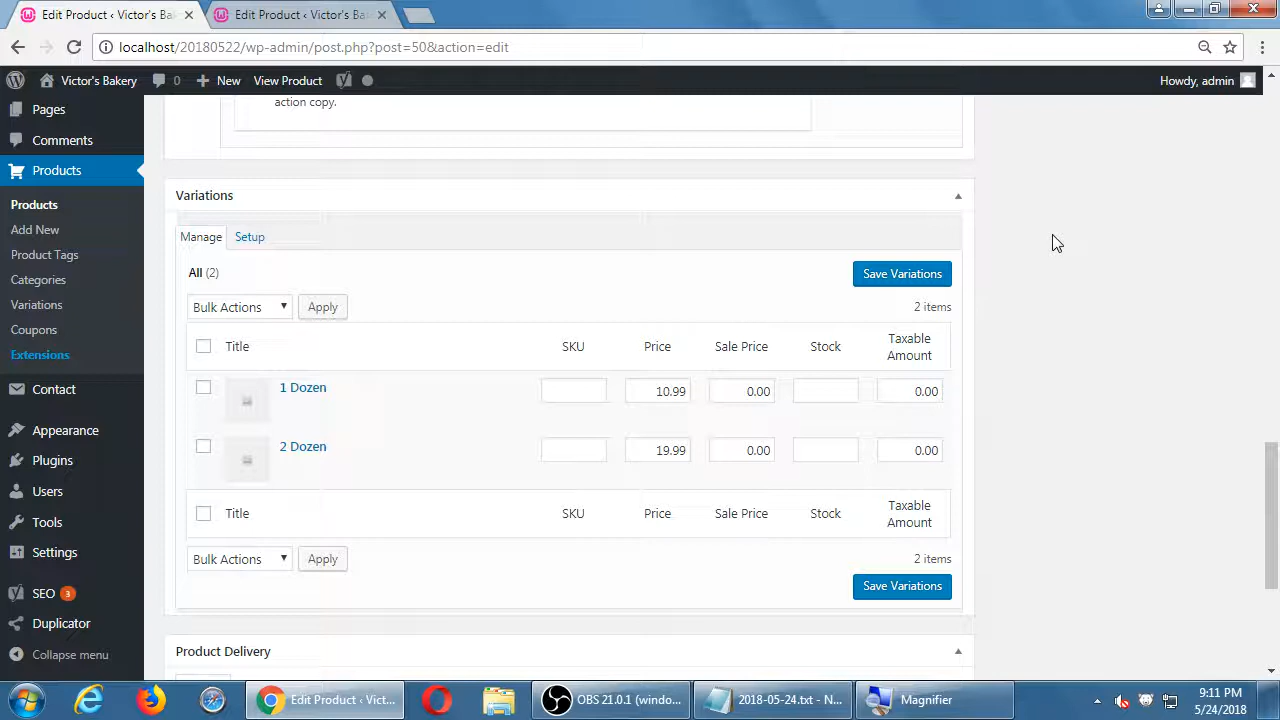 Edit Product ‹ Victor's Ba
Edit Product ‹ Victor's Ba
localhost/20180522/wp-admin/post.php?post=50&action=edit
Victor's Bakery
0
New
View Product
Howdy, admin
Pages
Comments
Products
Products
Add New
Product Tags
Categories
Variations
Coupons
Extensions
Contact
Appearance
Plugins
Users
Tools
Settings
SEO 3
Duplicator
Collapse menu
action copy.
Variations
Manage
Setup
All (2)
Save Variations
Bulk Actions
Apply
2 items
Title
SKU
Price
Sale Price
Stock
Taxable
Amount
1 Dozen
10.99
0.00
0.00
2 Dozen
19.99
0.00
0.00
Title
SKU
Price
Sale Price
Stock
Taxable
Amount
Bulk Actions
Apply
2 items
Save Variations
Product Delivery
Edit Product ‹ Vict...
OBS 21.0.1 (windo...
2018-05-24.txt - N...
Magnifier
9:11 PM
5/24/2018